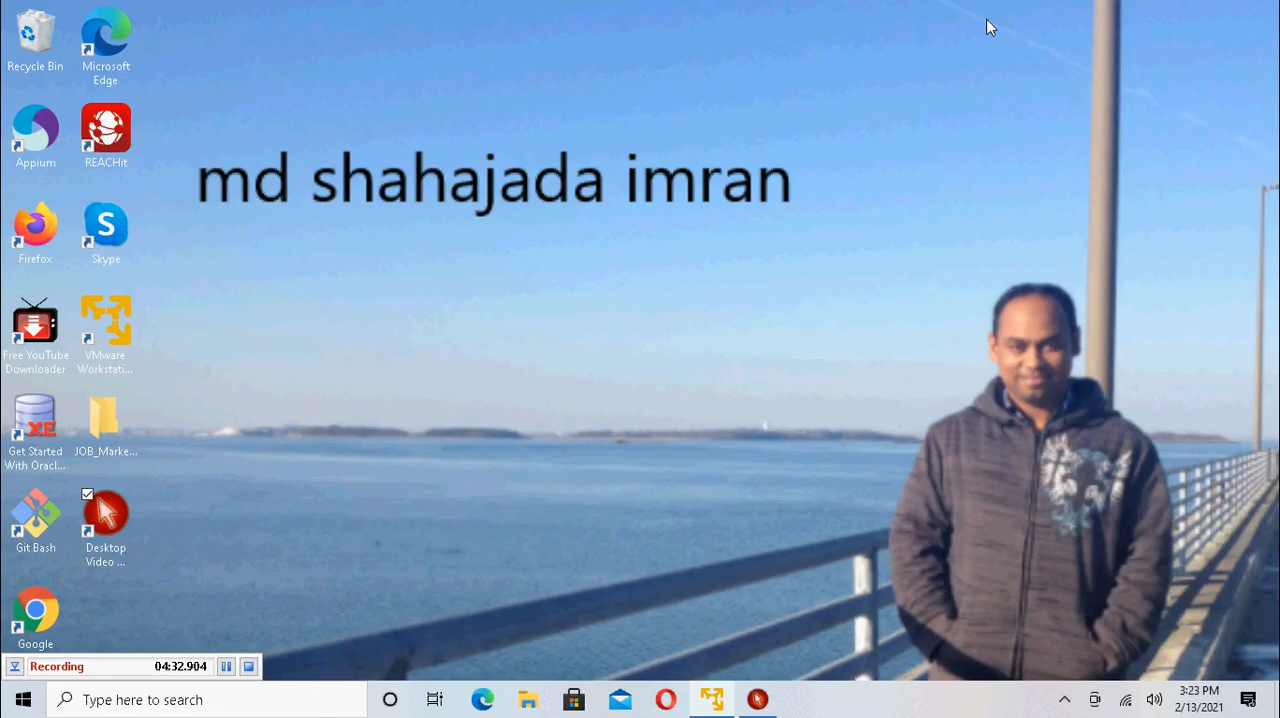 Recycle Bin
Microsoft
Edge
Appium
REACHit
md shahajada imran
Firefox
S
Skype
Free YouTube
Downloader
VMware
Workstati...
XE
Get Started
With Oracl...
JOB_Marke...
Git Bash
Desktop
Video ...
Google
Recording
04:32.904
Type here to search
3:23 PM
2/13/2021